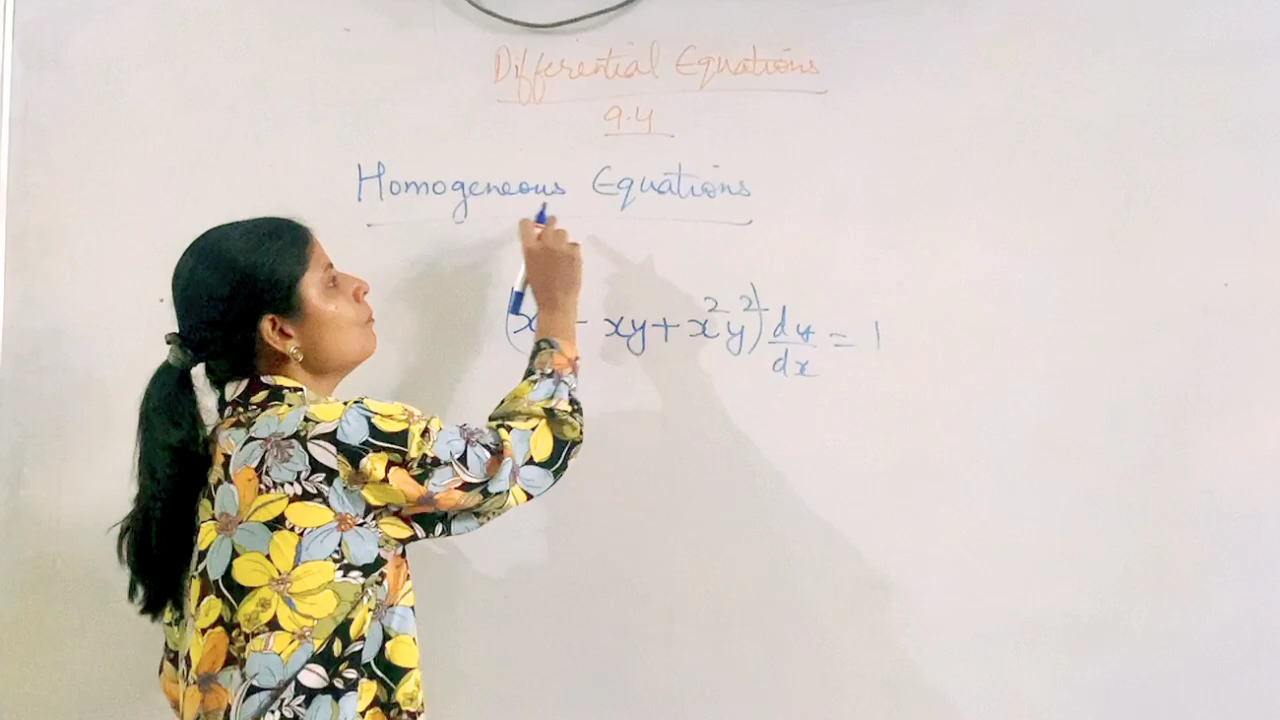 Differential Equations
9.4
Homogeneous Equations
(x - xy + x²y²) dy/dx = 1